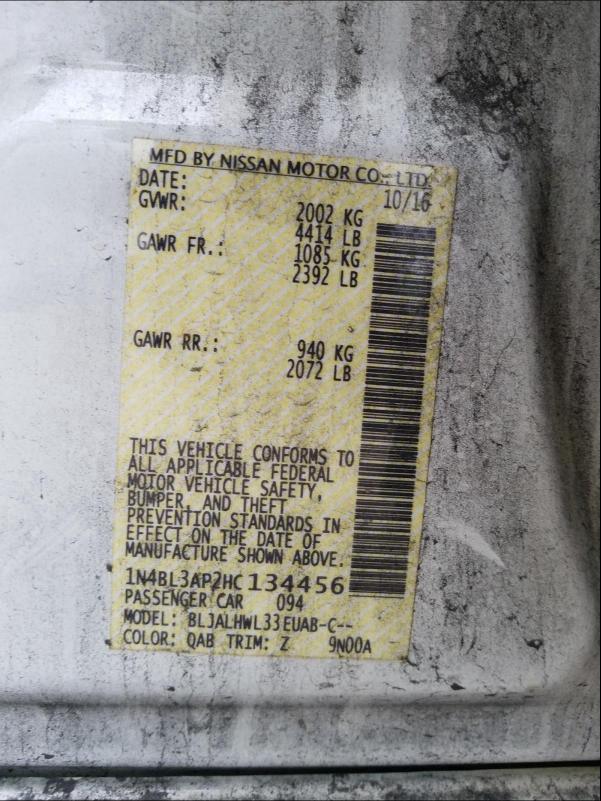 MFD BY NISSAN MOTOR CO., LTD.
DATE: 10/16
GVWR: 2002 KG
4414 LB
GAWR FR.: 1085 KG
2392 LB
GAWR RR.: 940 KG
2072 LB
THIS VEHICLE CONFORMS TO
ALL APPLICABLE FEDERAL
MOTOR VEHICLE SAFETY,
BUMPER, AND THEFT
PREVENTION STANDARDS IN
EFFECT ON THE DATE OF
MANUFACTURE SHOWN ABOVE.
1N4BL3AP2HC134456
PASSENGER CAR 094
MODEL: BLJALHWL33EUAB-C--
COLOR: QAB TRIM: Z 9N00A